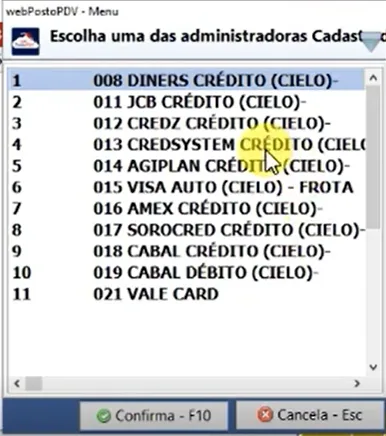 webPostoPDV - Menu
Escolha uma das administradoras
1 008 DINERS CRÉDITO (CIELO)-
2 011 JCB CRÉDITO (CIELO)-
3 012 CREDZ CRÉDITO (CIELO)-
4 013 CREDSYSTEM CRÉDITO (CIELO
5 014 AGIPLAN CRÉDITO (CIELO)-
6 015 VISA AUTO (CIELO) - FROTA
7 016 AMEX CRÉDITO (CIELO)-
8 017 SOROCRED CRÉDITO (CIELO)-
9 018 CABAL CRÉDITO (CIELO)-
10 019 CABAL DÉBITO (CIELO)-
11 021 VALE CARD
Confirma - F10
Cancela - Esc